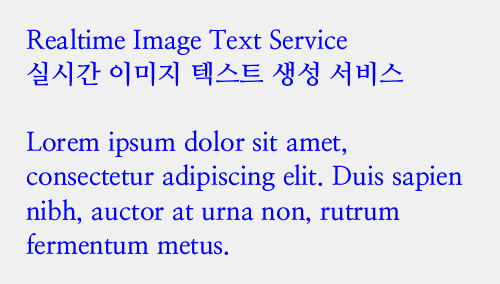 Realtime Image Text Service
실시간 이미지 텍스트 생성 서비스
Lorem ipsum dolor sit amet,
consectetur adipiscing elit. Duis sapien
nibh, auctor at urna non, rutrum
fermentum metus.